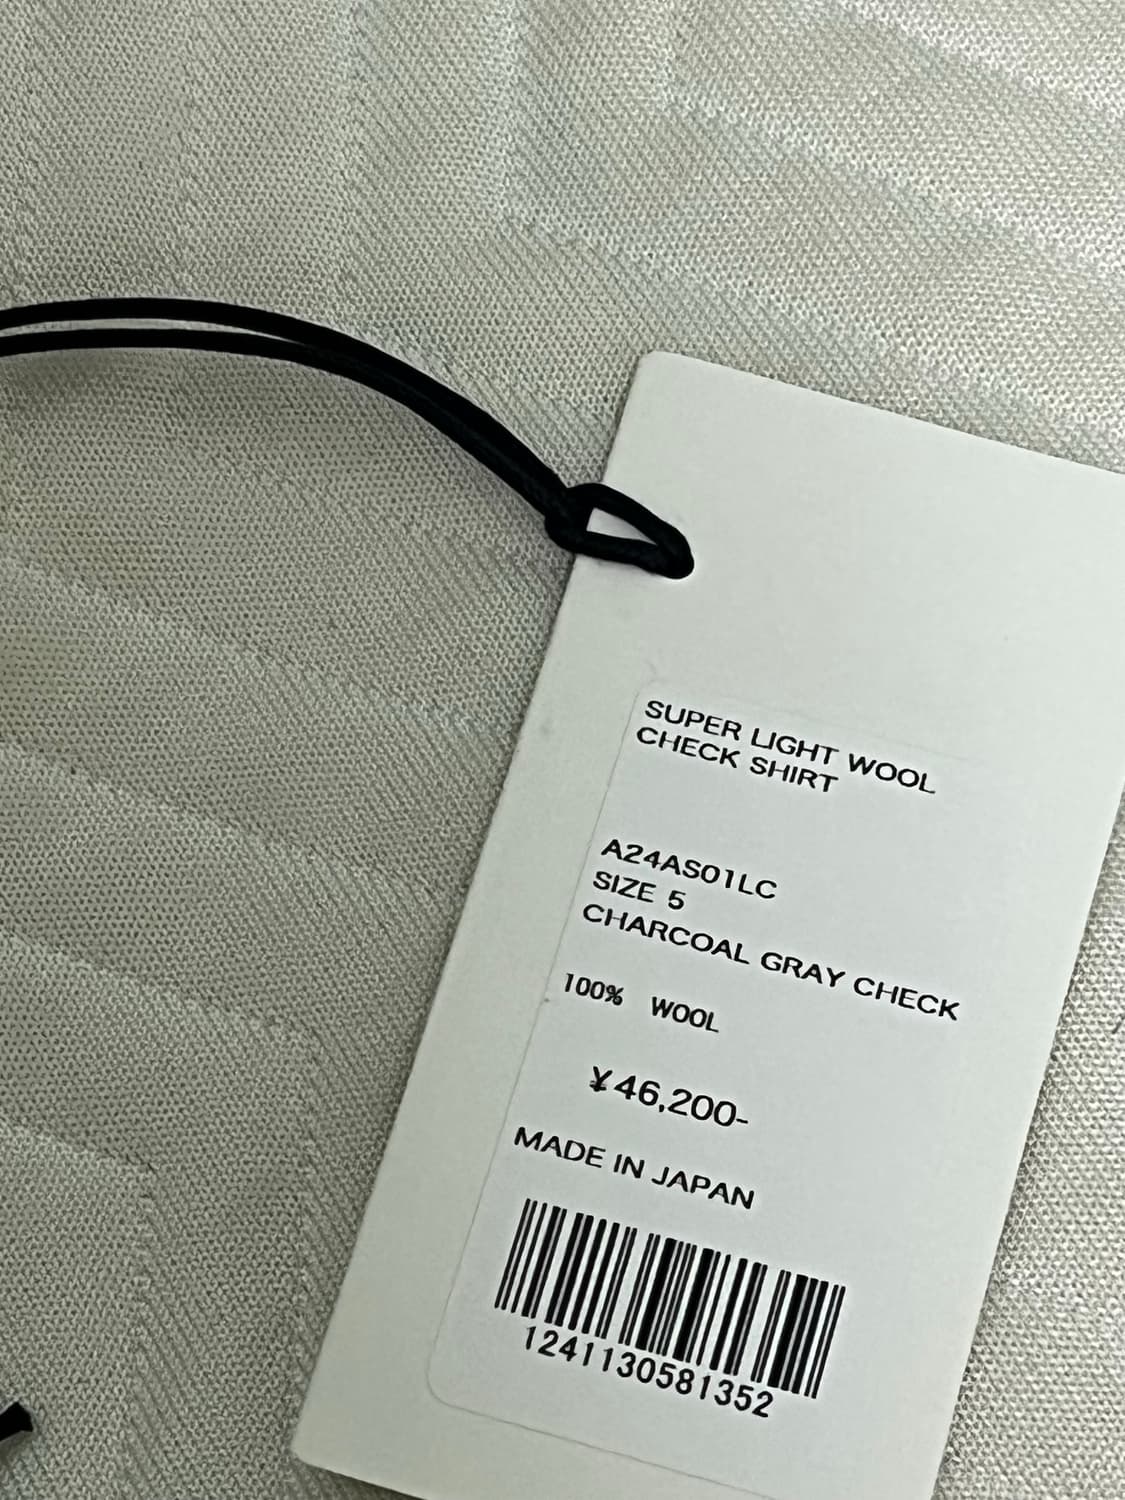 SUPER LIGHT WOOL
CHECK SHIRT
A24AS01LC
SIZE 5
CHARCOAL GRAY CHECK
100% WOOL
¥46,200-
MADE IN JAPAN
1241130581352